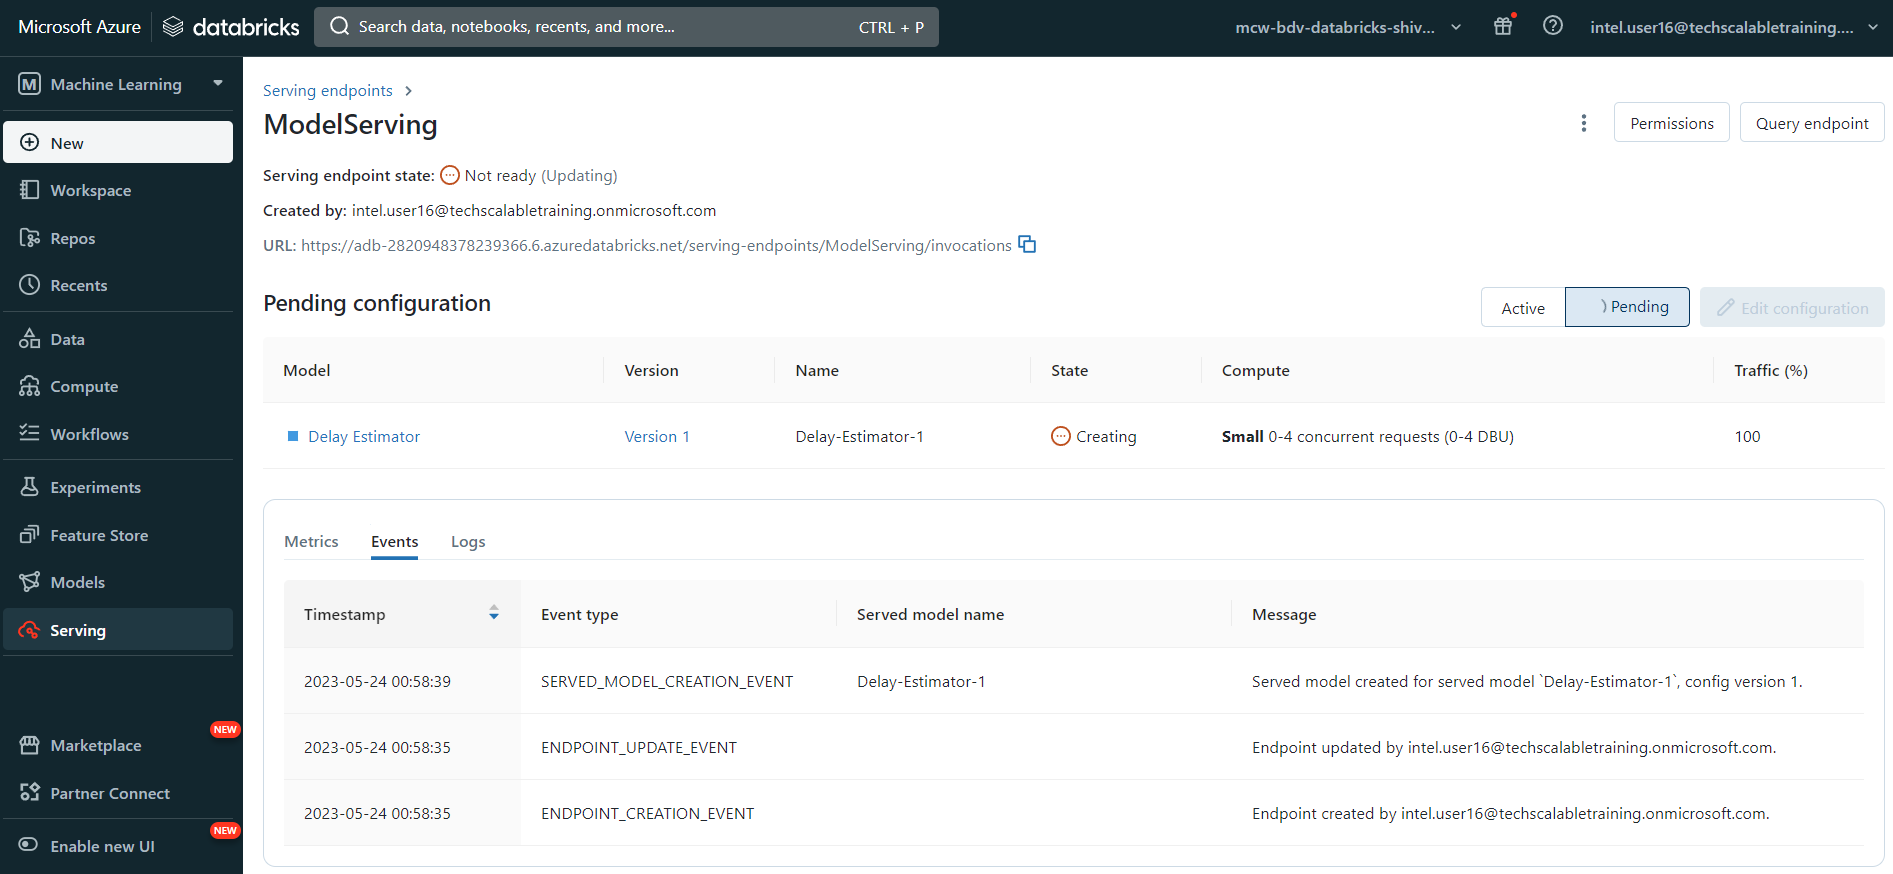 Microsoft Azure databricks Search data, notebooks, recents, and more... CTRL + P mcw-bdv-databricks-shiv... intel.user16@techscalabletraining....
M Machine Learning
New
Workspace
Repos
Recents
Data
Compute
Workflows
Experiments
Feature Store
Models
Serving
NEW
Marketplace
Partner Connect
NEW
Enable new UI
Serving endpoints
ModelServing
Permissions Query endpoint
Serving endpoint state: Not ready (Updating)
Created by: intel.user16@techscalabletraining.onmicrosoft.com
URL: https://adb-2820948378239366.6.azuredatabricks.net/serving-endpoints/ModelServing/invocations
Pending configuration Active Pending Edit configuration
Model Version Name State Compute Traffic (%)
Delay Estimator Version 1 Delay-Estimator-1 Creating Small 0-4 concurrent requests (0-4 DBU) 100
Metrics Events Logs
Timestamp Event type Served model name Message
2023-05-24 00:58:39 SERVED_MODEL_CREATION_EVENT Delay-Estimator-1 Served model created for served model `Delay-Estimator-1`, config version 1.
2023-05-24 00:58:35 ENDPOINT_UPDATE_EVENT Endpoint updated by intel.user16@techscalabletraining.onmicrosoft.com.
2023-05-24 00:58:35 ENDPOINT_CREATION_EVENT Endpoint created by intel.user16@techscalabletraining.onmicrosoft.com.